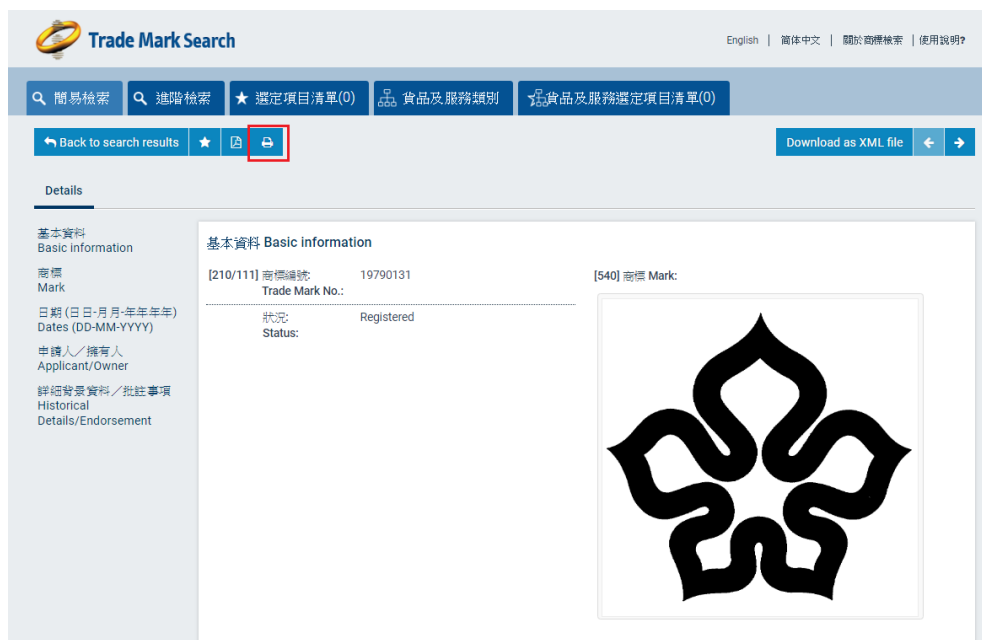 Trade Mark Search
English | 簡体中文 | 關於商標檢索 | 使用說明?
簡易檢索 進階檢索 選定項目清單(0) 貨品及服務類別 貨品及服務選定項目清單(0)
Back to search results Download as XML file
Details
基本資料
Basic information
商標
Mark
日期 (日日-月月-年年年年)
Dates (DD-MM-YYYY)
申請人／擁有人
Applicant/Owner
詳細背景資料／批註事項
Historical
Details/Endorsement
基本資料 Basic information
[210/111] 商標編號: 19790131
Trade Mark No.:
狀況: Registered
Status:
[540] 商標 Mark: